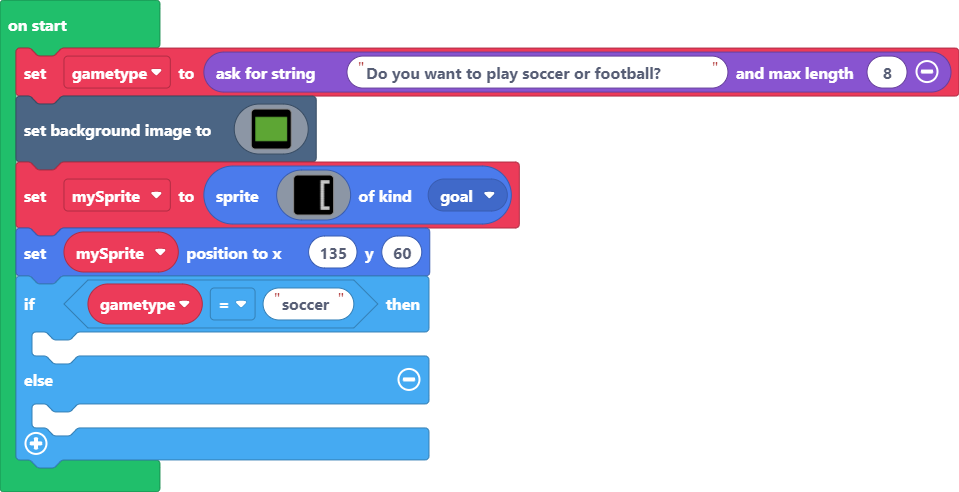 on start
set gametype to ask for string "Do you want to play soccer or football? " and max length 8
set background image to
set mySprite to sprite of kind goal
set mySprite position to x 135 y 60
if gametype = "soccer" then
else